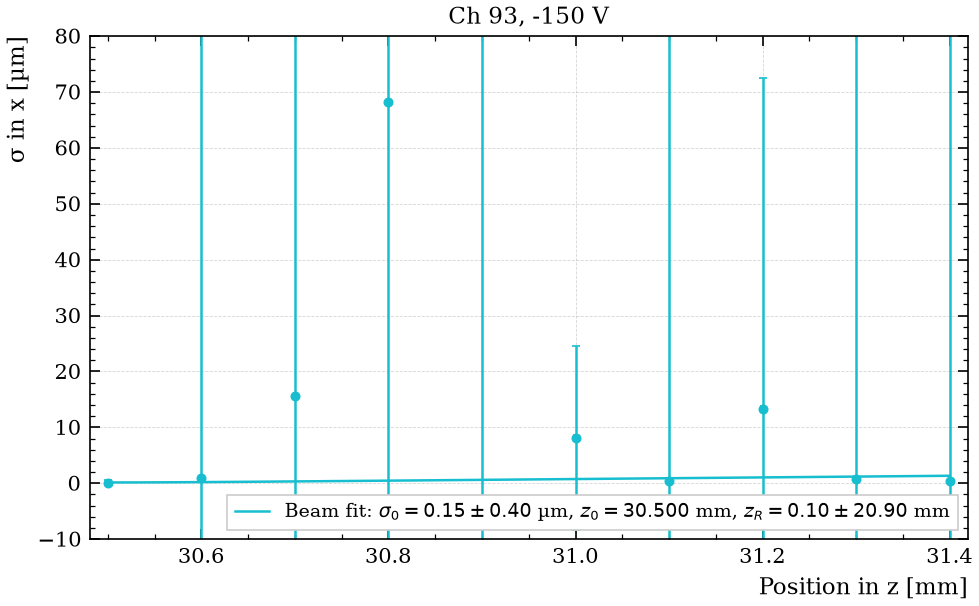 Ch 93, -150 V
σ in x [µm]
80
70
60
50
40
30
20
10
0
−10
Beam fit: σ₀ = 0.15 ± 0.40 µm, z₀ = 30.500 mm, z_R = 0.10 ± 20.90 mm
30.6 30.8 31.0 31.2 31.4
Position in z [mm]